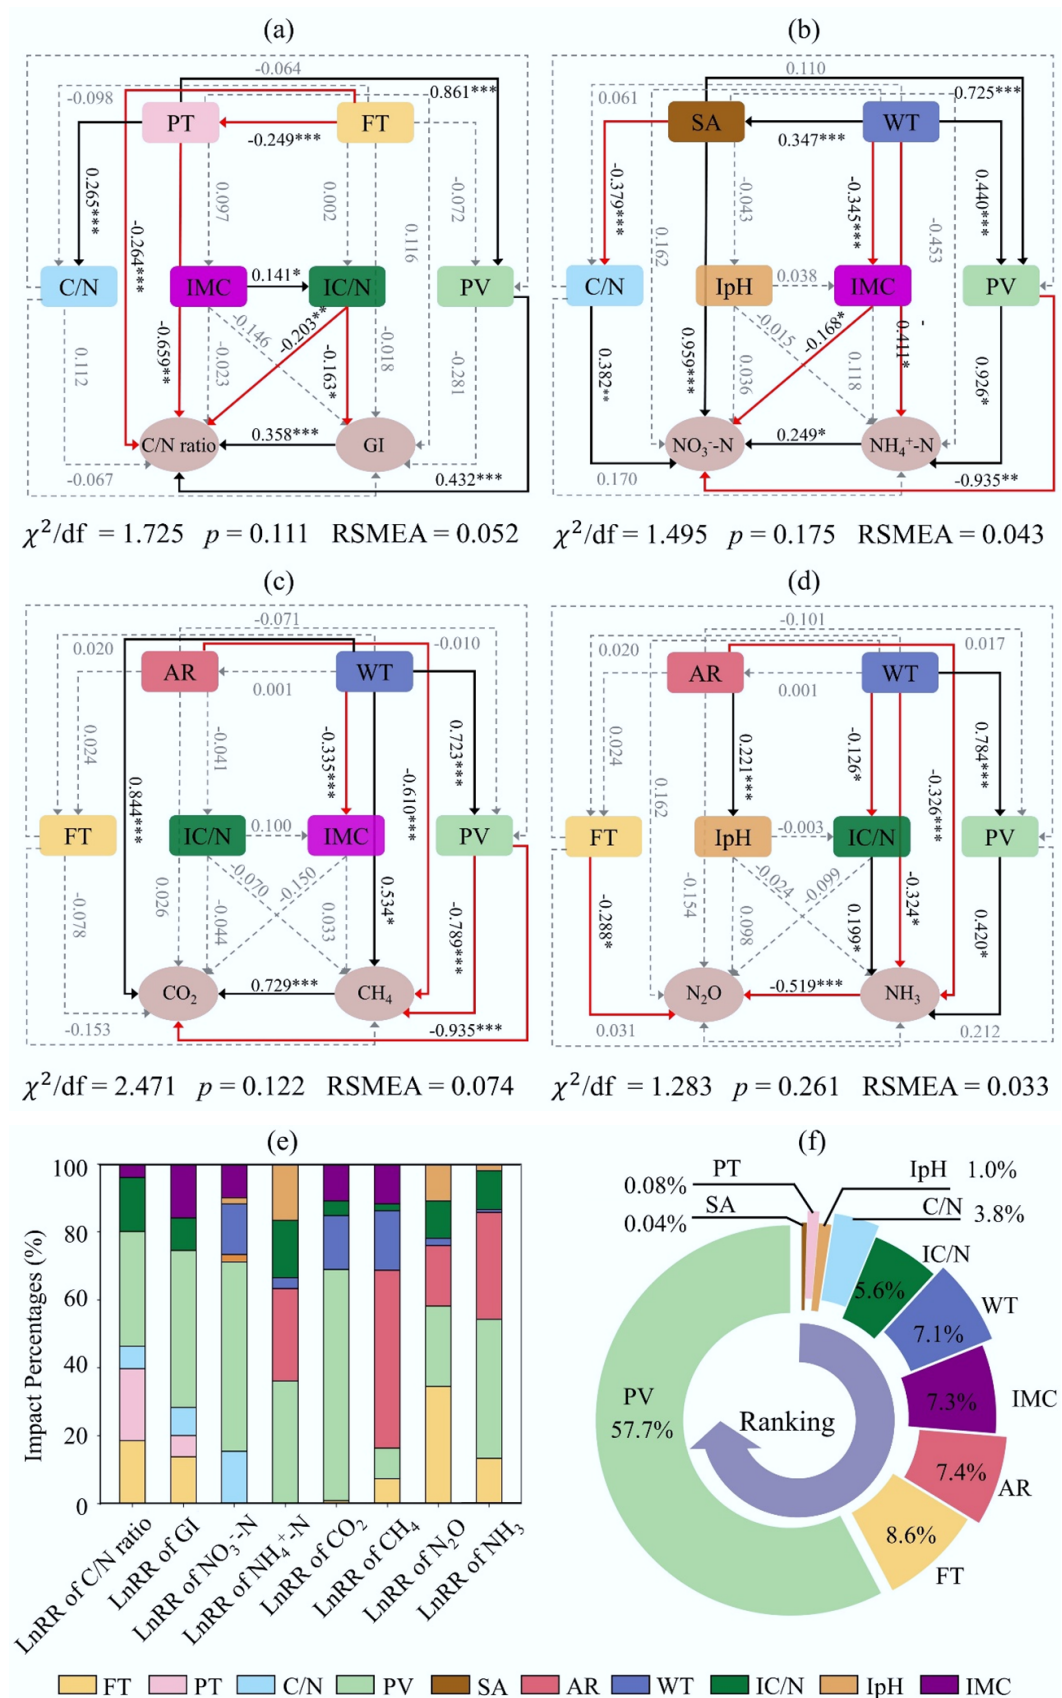 (a)
-0.064
-0.098
0.861***
PT
FT
-0.249***
0.265***
-0.264***
0.097
0.002
-0.072
0.116
C/N
IMC
0.141*
IC/N
PV
-0.659**
-0.023
-0.146
-0.203**
-0.163*
-0.018
-0.281
0.112
C/N ratio
0.358***
GI
-0.067
0.432***
χ²/df = 1.725 p = 0.111 RSMEA = 0.052
(b)
0.110
0.061
0.725***
SA
WT
0.347***
-0.379***
0.162
-0.043
-0.345***
-0.453
0.440***
C/N
IpH
0.038
IMC
PV
0.382**
0.959***
0.036
-0.015
-0.168*
0.118
-
0.411*
0.926*
NO₃⁻-N
0.249*
NH₄⁺-N
0.170
-0.935**
χ²/df = 1.495 p = 0.175 RSMEA = 0.043
(c)
-0.071
0.020
-0.010
AR
WT
0.001
0.024
-0.041
-0.335***
-0.610***
0.723***
0.844***
FT
IC/N
0.100
IMC
PV
-0.078
0.026
-0.044
-0.070
-0.150
0.033
0.534*
-0.789***
CO₂
0.729***
CH₄
-0.153
-0.935***
χ²/df = 2.471 p = 0.122 RSMEA = 0.074
(d)
-0.101
0.020
0.017
AR
WT
0.001
0.024
0.162
0.221***
-0.126*
-0.326***
0.784***
FT
IpH
-0.003
IC/N
PV
-0.288*
-0.154
0.098
-0.024
-0.099
0.199*
-0.324*
0.420*
N₂O
-0.519***
NH₃
0.031
0.212
χ²/df = 1.283 p = 0.261 RSMEA = 0.033
(e)
Impact Percentages (%)
100
80
60
40
20
0
LnRR of C/N ratio
LnRR of GI
LnRR of NO₃⁻-N
LnRR of NH₄⁺-N
LnRR of CO₂
LnRR of CH₄
LnRR of N₂O
LnRR of NH₃
(f)
PT
0.08%
SA
0.04%
IpH
1.0%
C/N
3.8%
IC/N
5.6%
WT
7.1%
IMC
7.3%
AR
7.4%
FT
8.6%
PV
57.7%
Ranking
FT PT C/N PV SA AR WT IC/N IpH IMC